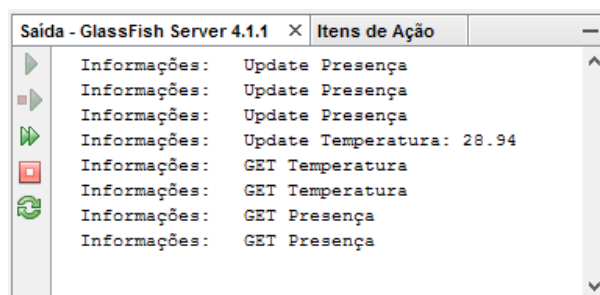 Saída - GlassFish Server 4.1.1 × Itens de Ação
Informações: Update Presença
Informações: Update Presença
Informações: Update Presença
Informações: Update Temperatura: 28.94
Informações: GET Temperatura
Informações: GET Temperatura
Informações: GET Presença
Informações: GET Presença